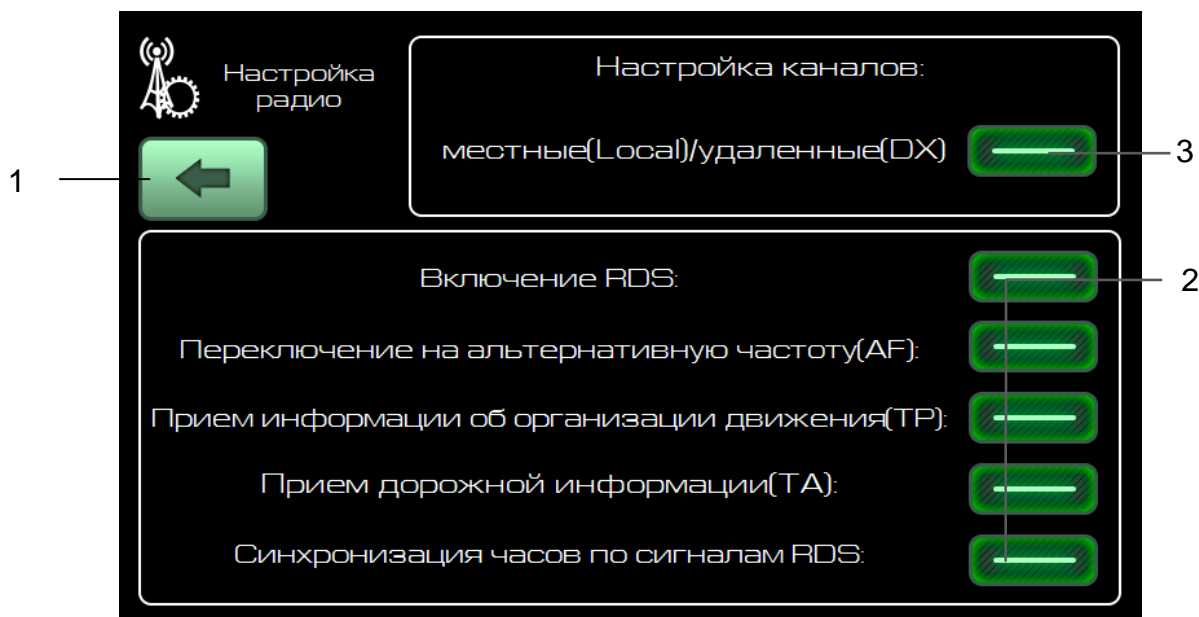 Настройка
радио
Настройка каналов:
местные(Local)/удаленные(DX)
3
1
Включение RDS:
2
Переключение на альтернативную частоту(AF):
Прием информации об организации движения(TP):
Прием дорожной информации(TA):
Синхронизация часов по сигналам RDS: